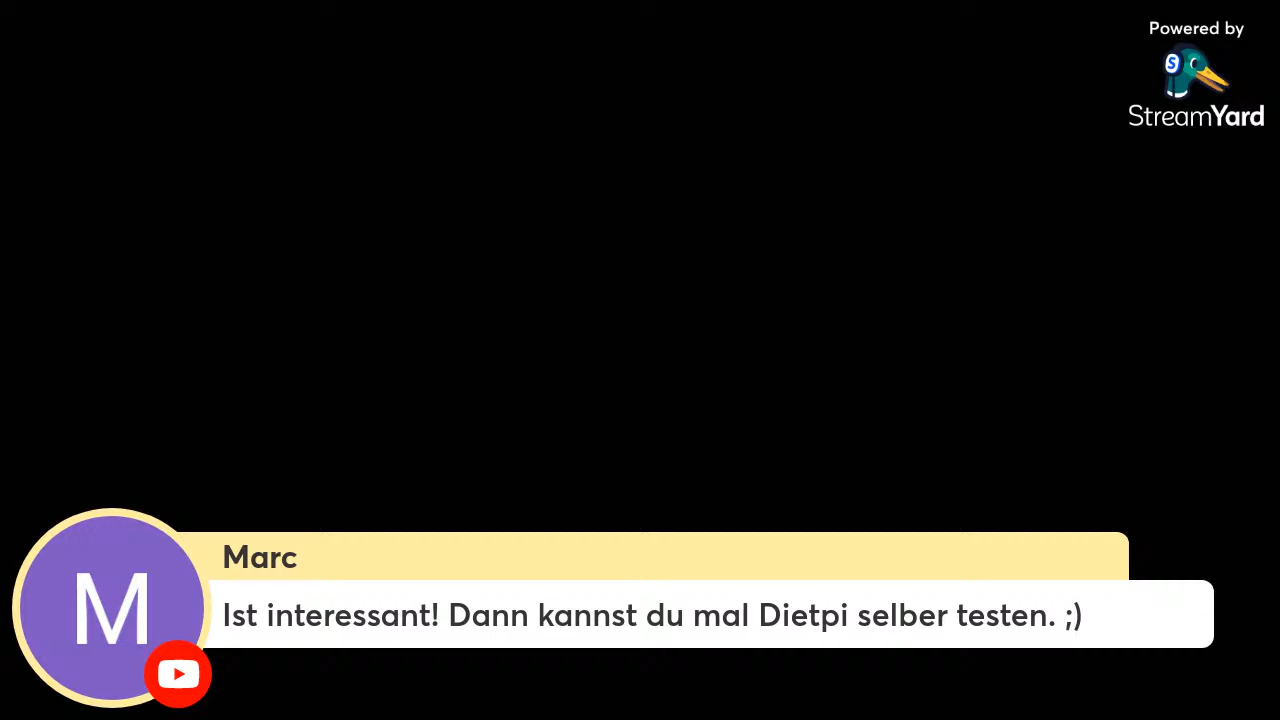 Powered by
S
StreamYard
Marc
M
Ist interessant! Dann kannst du mal Dietpi selber testen. ;)